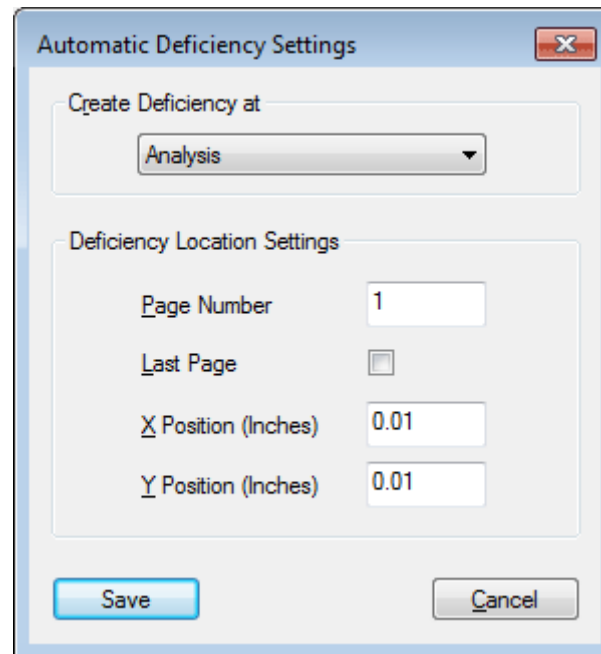 Automatic Deficiency Settings
Create Deficiency at
Analysis
Deficiency Location Settings
Page Number 1
Last Page
X Position (Inches) 0.01
Y Position (Inches) 0.01
Save Cancel